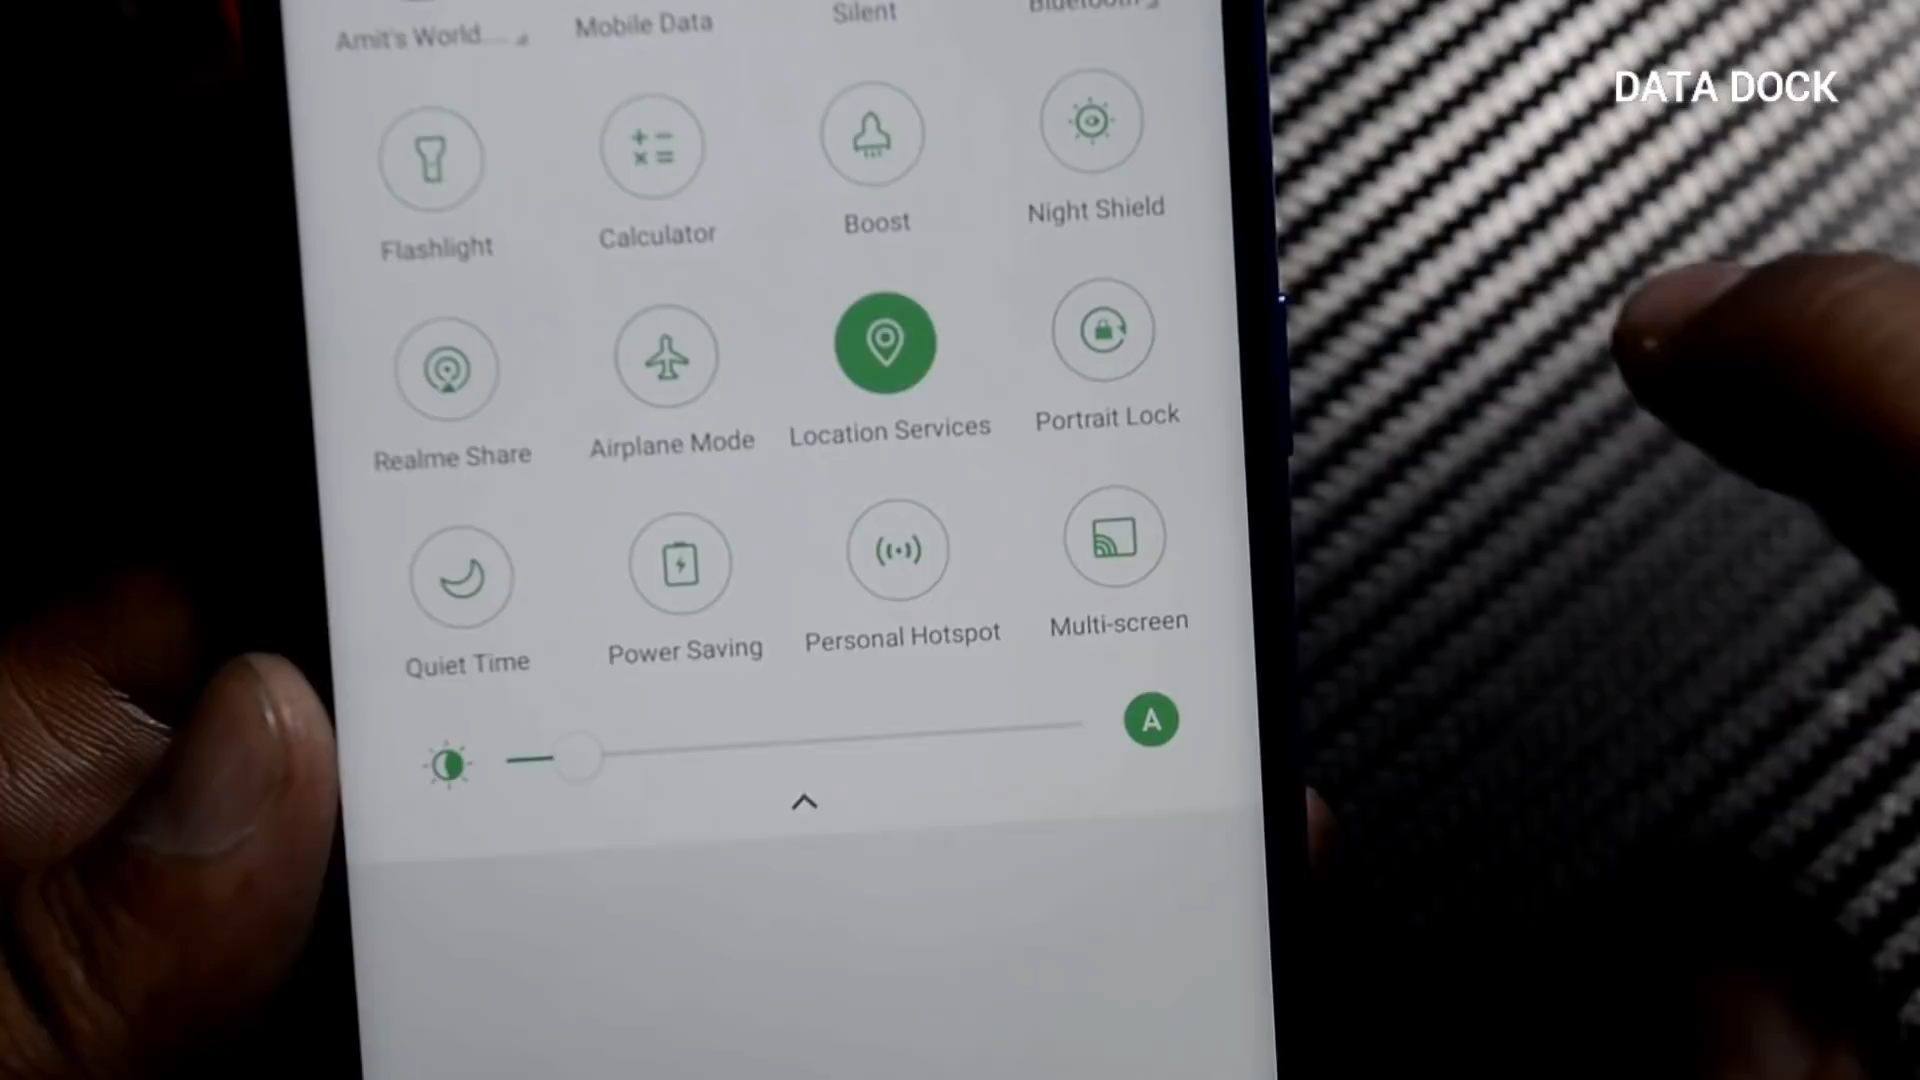 Amit's World....
Mobile Data
Silent
Bluetooth
DATA DOCK
Flashlight
Calculator
Boost
Night Shield
Realme Share
Airplane Mode
Location Services
Portrait Lock
Quiet Time
Power Saving
Personal Hotspot
Multi-screen
A